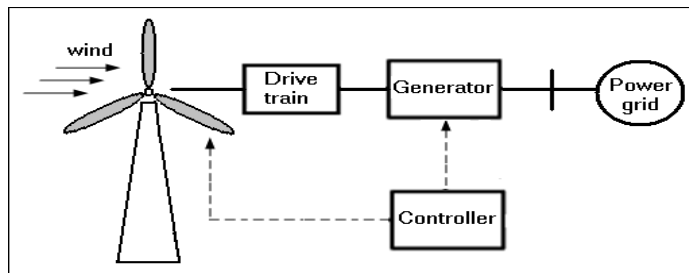 wind
Drive
train
Generator
Power
grid
Controller